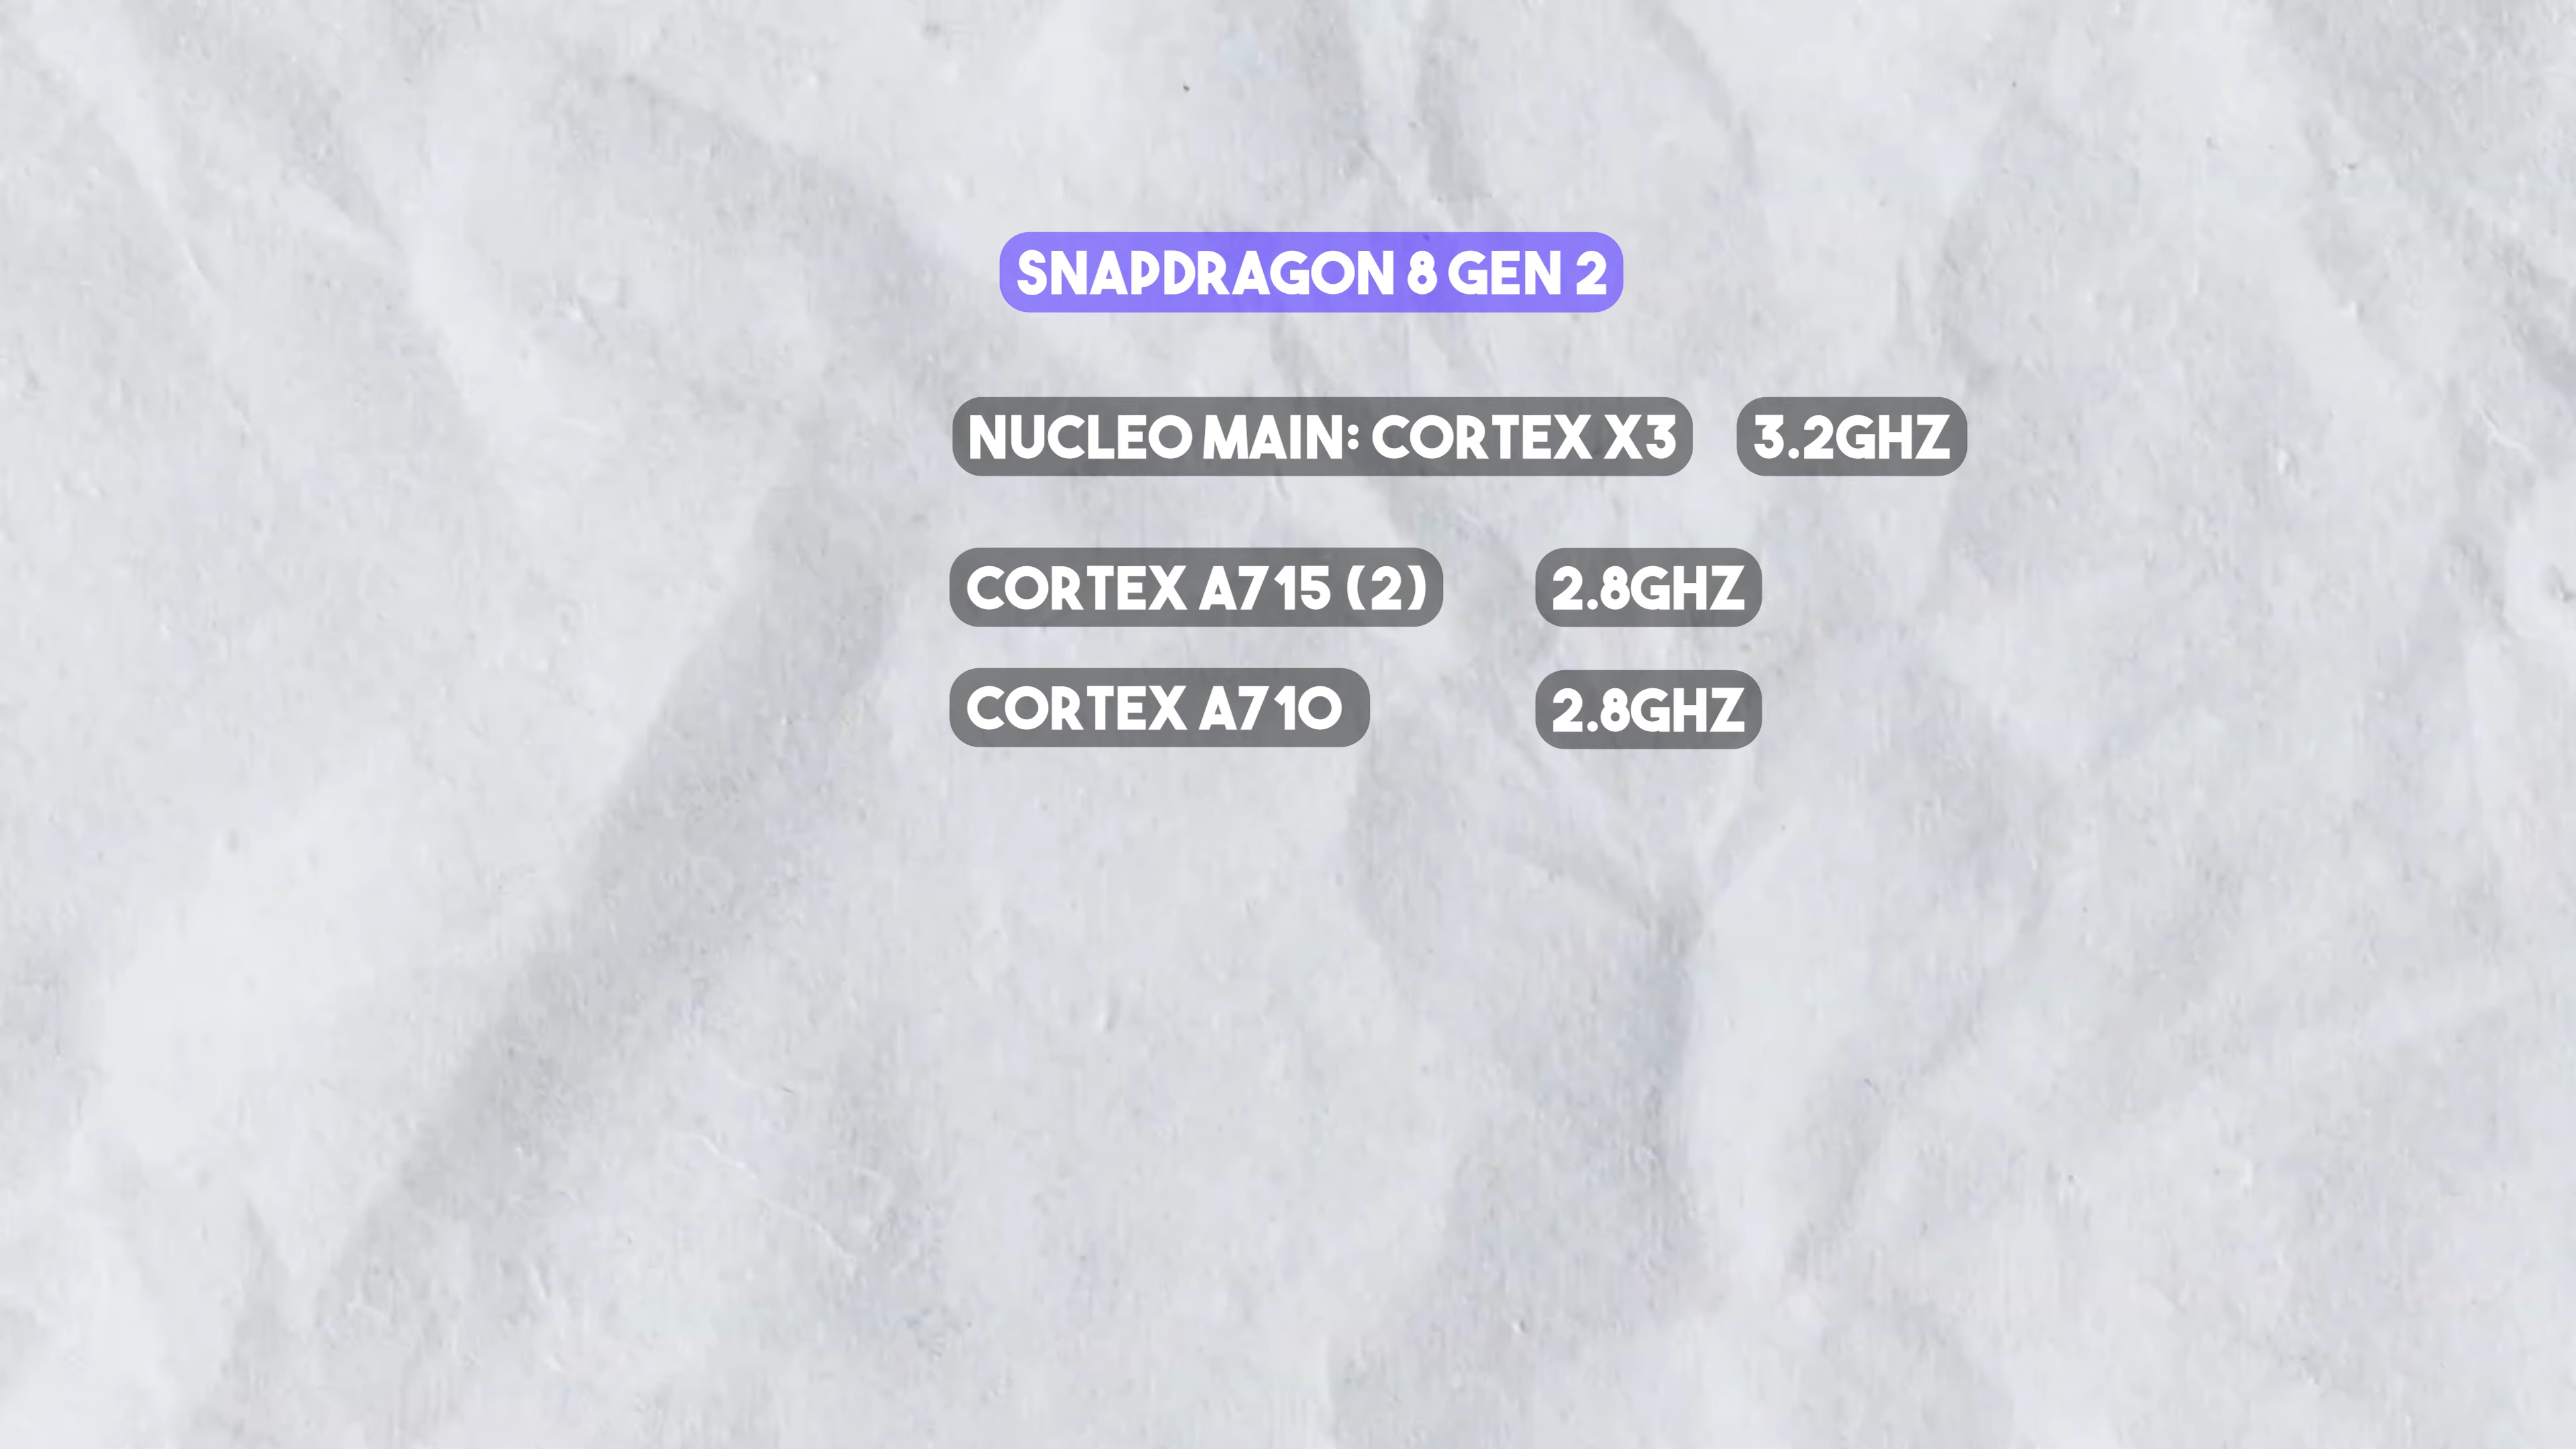 SNAPDRAGON 8 GEN 2
NUCLEO MAIN: CORTEX X3 3.2GHZ
CORTEX A715 (2) 2.8GHZ
CORTEX A710 2.8GHZ